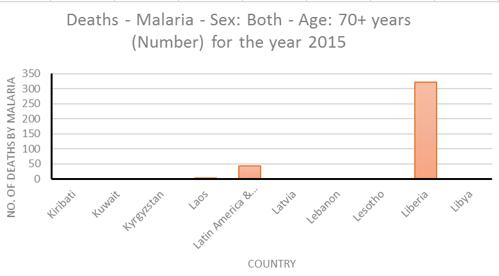 Deaths - Malaria - Sex: Both - Age: 70+ years
(Number) for the year 2015
NO. OF DEATHS BY MALARIA
350
300
250
200
150
100
50
0
Kiribati
Kuwait
Kyrgyzstan
Laos
Latin America &...
Latvia
Lebanon
Lesotho
Liberia
Libya
COUNTRY